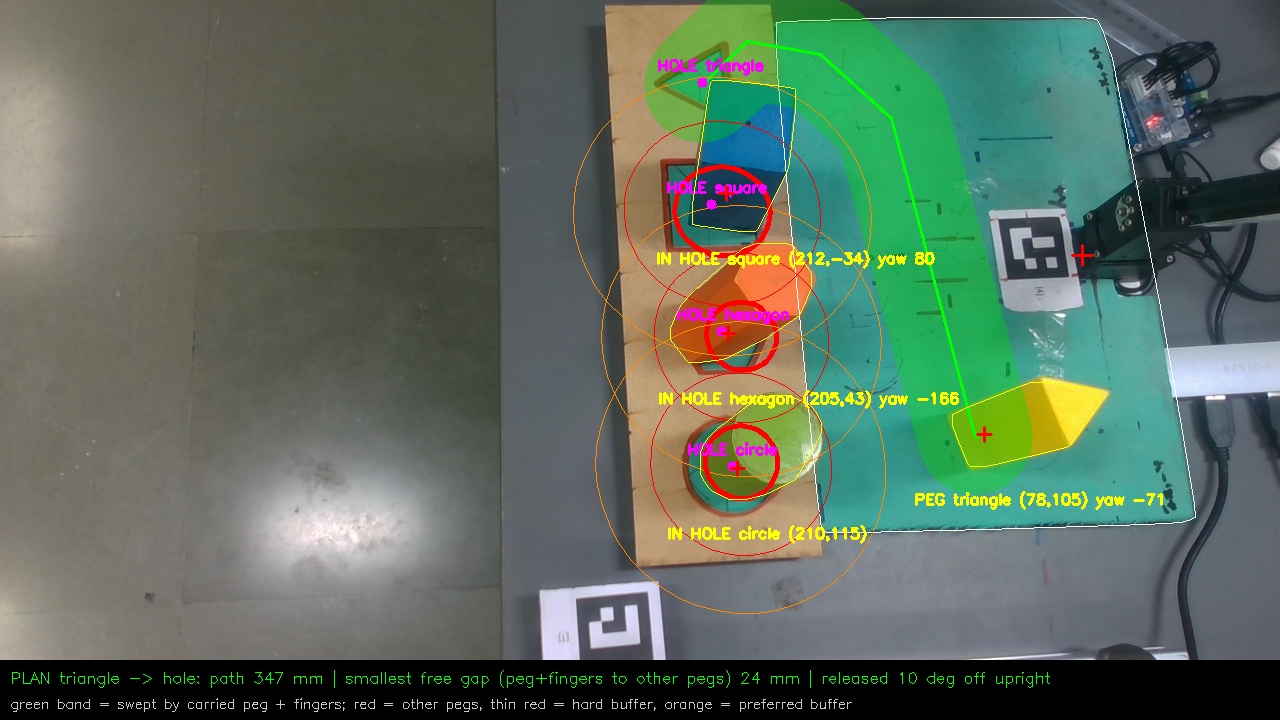 HOLE triangle
HOLE square
IN HOLE square (212,-34) yaw 80
HOLE hexagon
IN HOLE hexagon (205,43) yaw -166
HOLE circle
PEG triangle (78,105) yaw -71
IN HOLE circle (210,115)
PLAN triangle -> hole: path 347 mm | smallest free gap (peg+fingers to other pegs) 24 mm | released 10 deg off upright
green band = swept by carried peg + fingers; red = other pegs, thin red = hard buffer, orange = preferred buffer